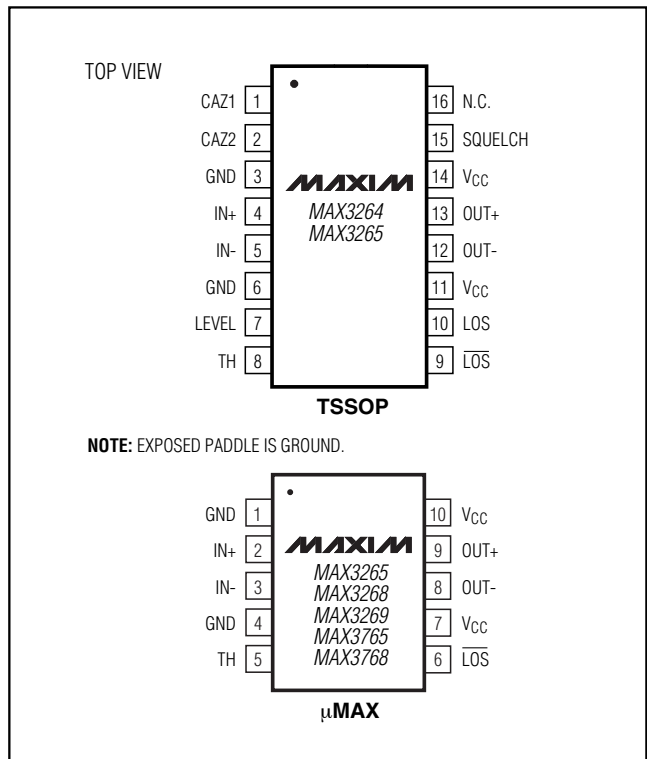 TOP VIEW
CAZ1 1
CAZ2 2
GND 3
IN+ 4
IN- 5
GND 6
LEVEL 7
TH 8
MAXIM
MAX3264
MAX3265
16 N.C.
15 SQUELCH
14 VCC
13 OUT+
12 OUT-
11 VCC
10 LOS
9 L̅O̅S̅
TSSOP
NOTE: EXPOSED PADDLE IS GROUND.
GND 1
IN+ 2
IN- 3
GND 4
TH 5
MAXIM
MAX3265
MAX3268
MAX3269
MAX3765
MAX3768
10 VCC
9 OUT+
8 OUT-
7 VCC
6 L̅O̅S̅
μMAX